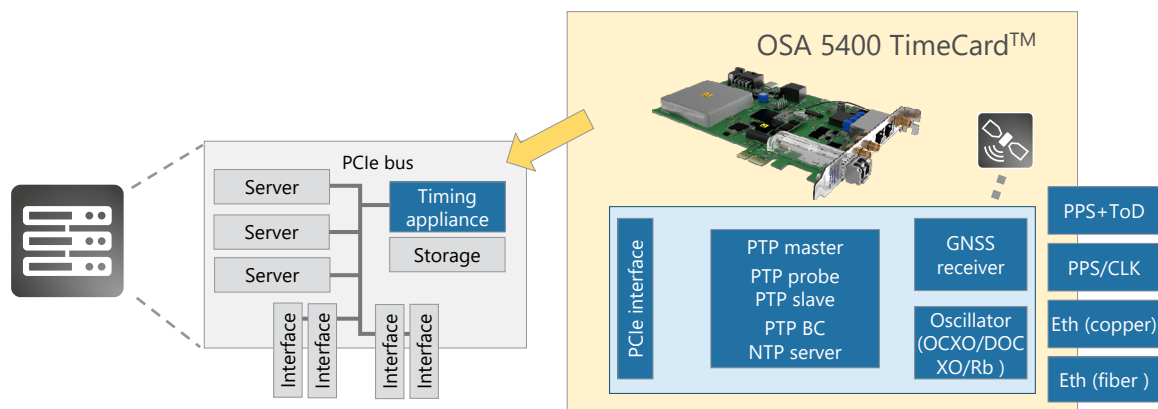 OSA 5400 TimeCard™
PCIe bus
Server
Server
Server
Timing
appliance
Storage
Interface
Interface
Interface
Interface
PCIe interface
PTP master
PTP probe
PTP slave
PTP BC
NTP server
GNSS
receiver
Oscillator
(OCXO/DOC
XO/Rb )
PPS+ToD
PPS/CLK
Eth (copper)
Eth (fiber )